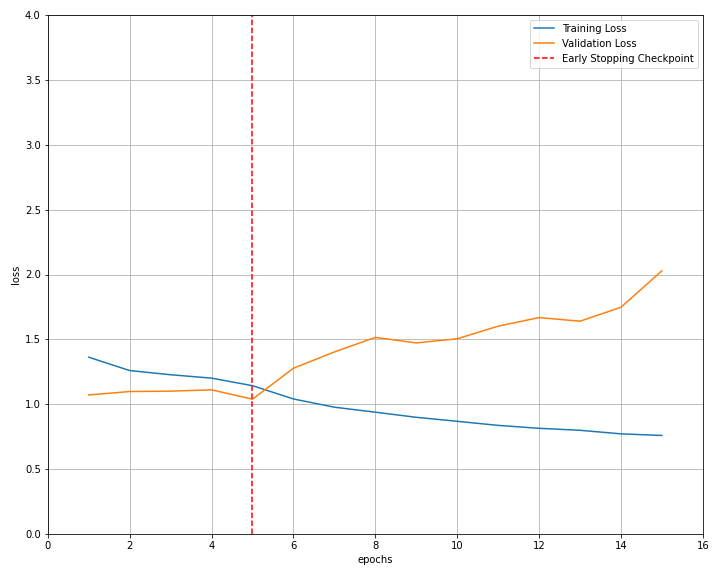 4.0
3.5
3.0
2.5
2.0
1.5
1.0
0.5
0.0
loss
Training Loss
Validation Loss
Early Stopping Checkpoint
0 2 4 6 8 10 12 14 16
epochs